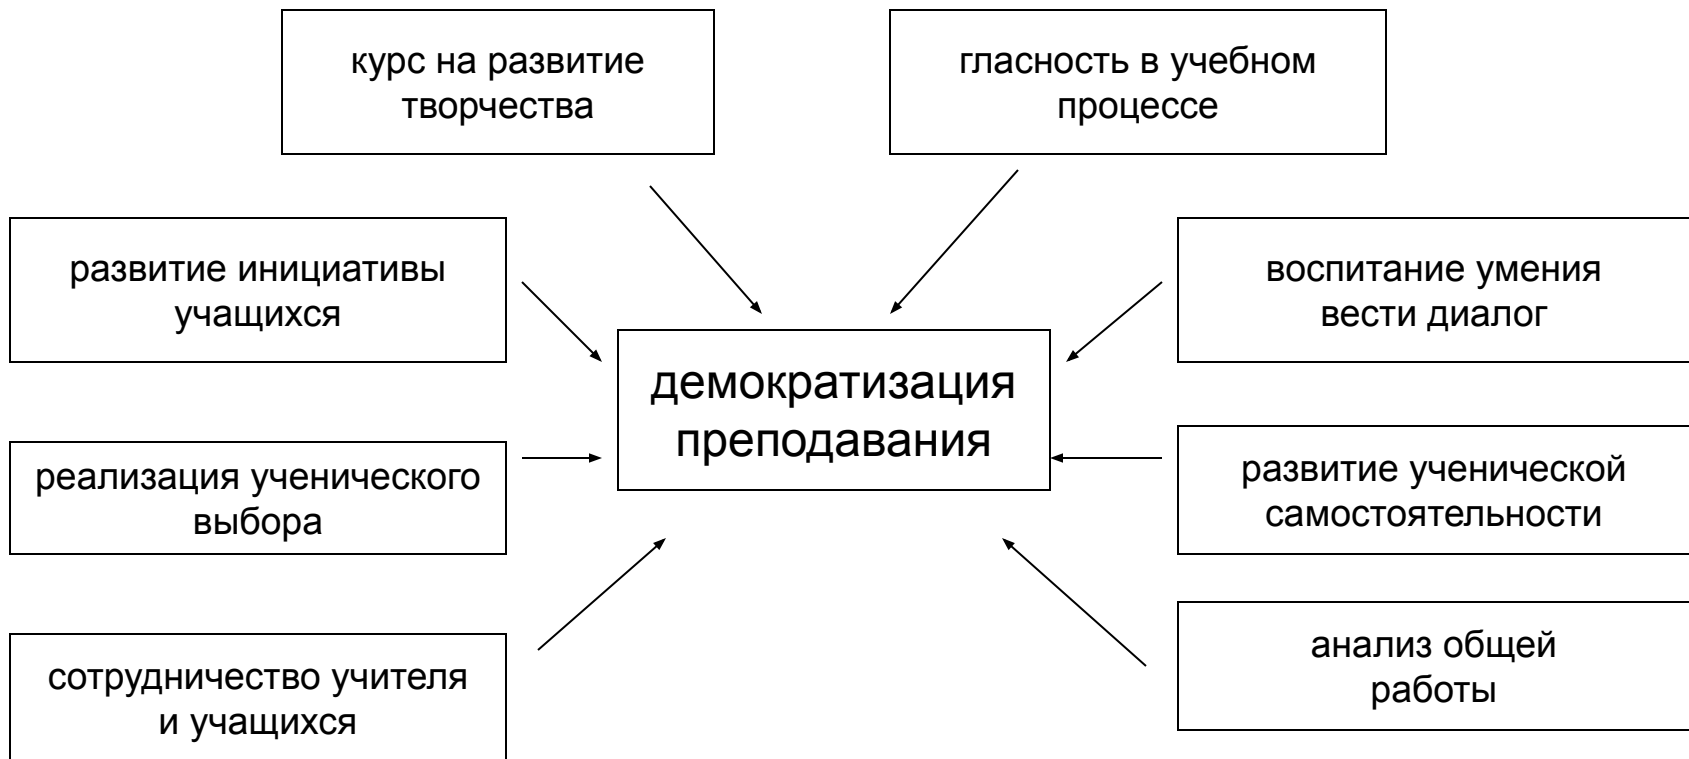 курс на развитие
творчества
гласность в учебном
процессе
развитие инициативы
учащихся
воспитание умения
вести диалог
демократизация
преподавания
реализация ученического
выбора
развитие ученической
самостоятельности
сотрудничество учителя
и учащихся
анализ общей
работы